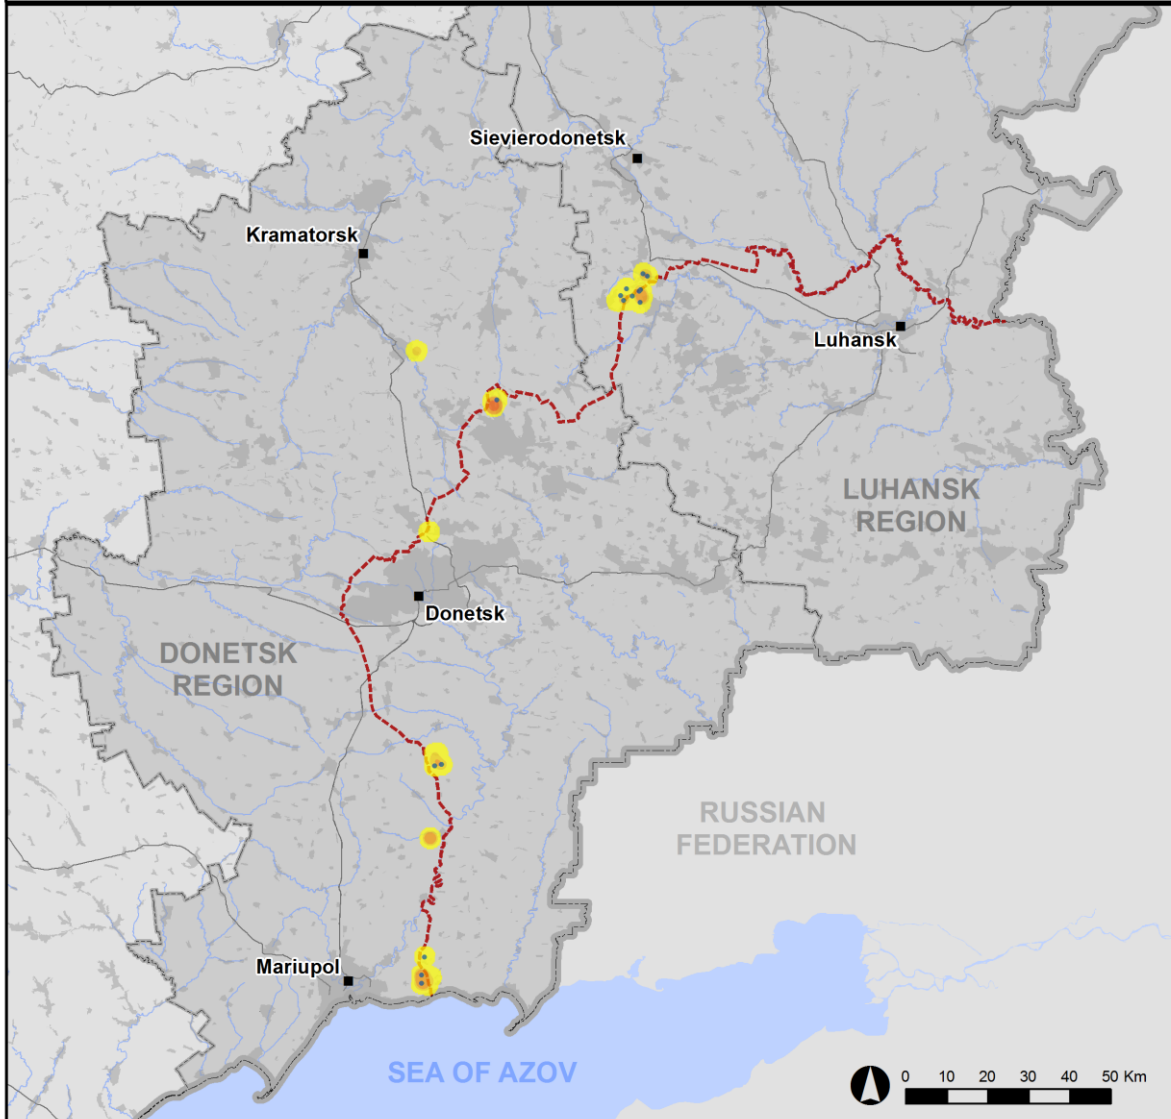 Sievierodonetsk
Kramatorsk
Luhansk
LUHANSK
REGION
Donetsk
DONETSK
REGION
RUSSIAN
FEDERATION
Mariupol
SEA OF AZOV
0 10 20 30 40 50 Km